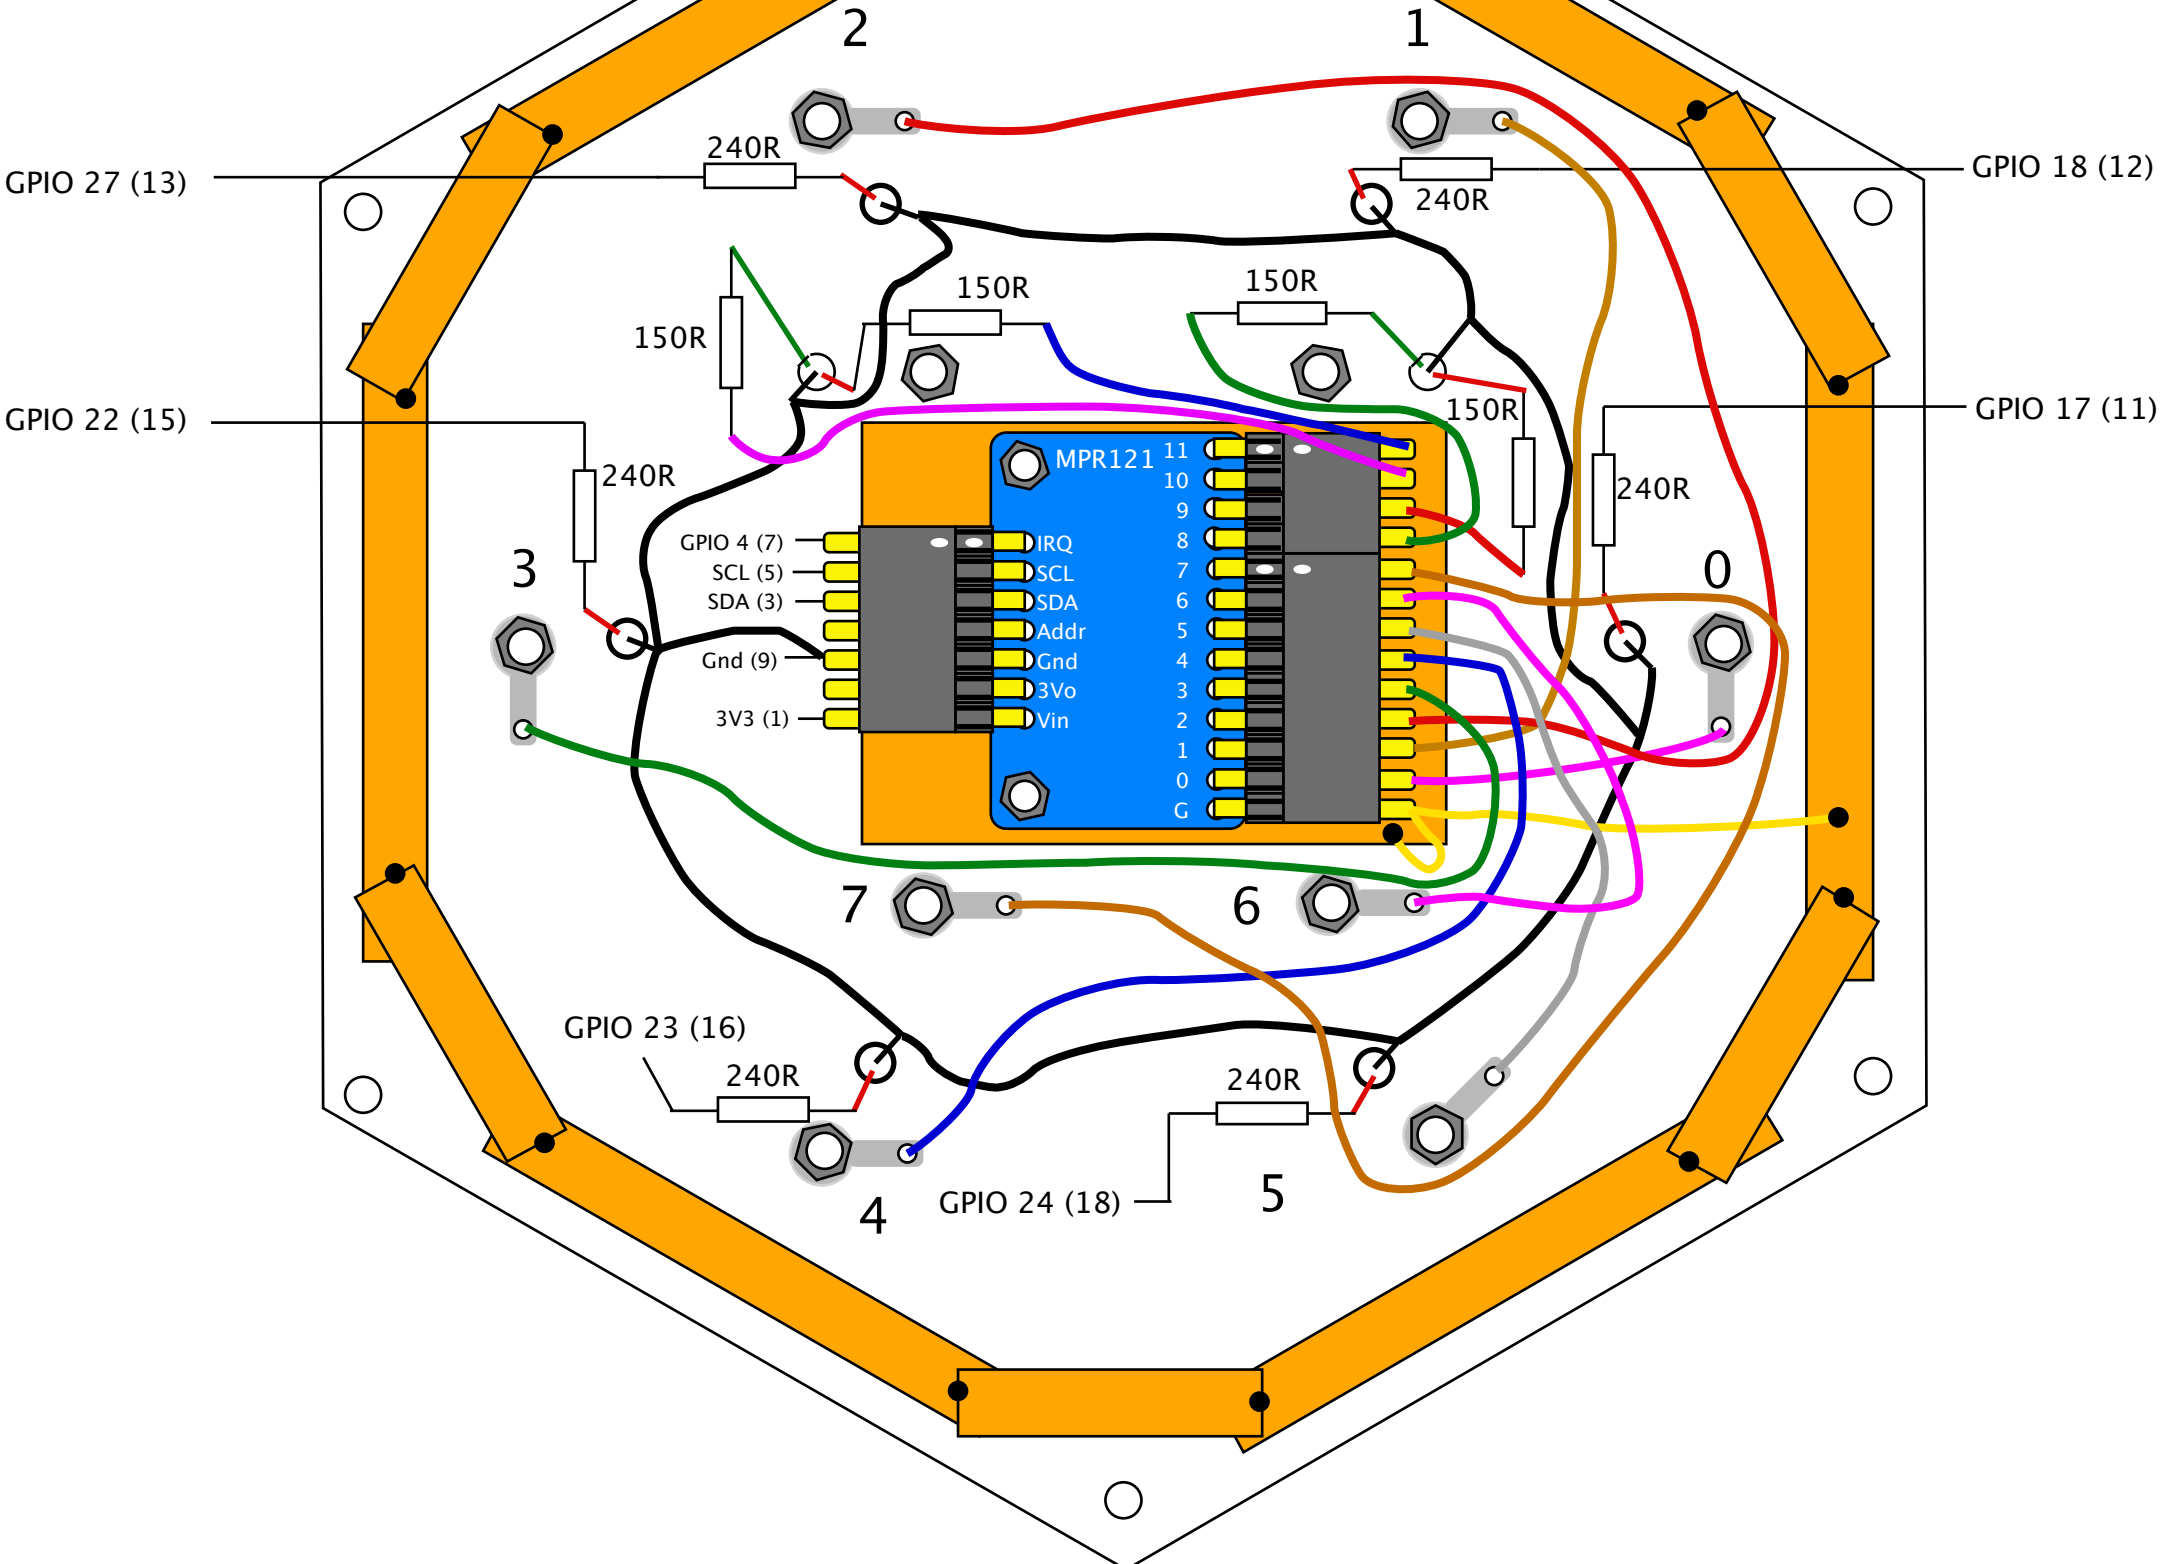 2
1
240R
GPIO 27 (13)
GPIO 18 (12)
240R
150R
150R
150R
150R
GPIO 22 (15)
GPIO 17 (11)
240R
240R
MPR121
11
10
9
8
7
6
5
4
3
2
1
0
G
GPIO 4 (7)
SCL (5)
SDA (3)
Gnd (9)
3V3 (1)
IRQ
SCL
SDA
Addr
Gnd
3Vo
Vin
3
0
7
6
GPIO 23 (16)
240R
240R
GPIO 24 (18)
5
4